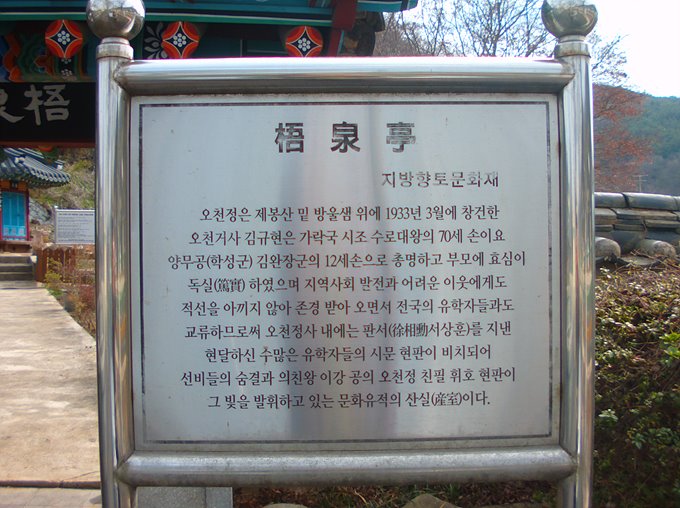 梧泉亭
지방향토문화재
오천정은 제봉산 밑 방울샘 위에 1933년 3월에 창건한
오천거사 김규현은 가락국 시조 수로대왕의 70세 손이요
양무공(학성군) 김완장군의 12세손으로 총명하고 부모에 효심이
독실(篤實) 하였으며 지역사회 발전과 어려운 이웃에게도
적선을 아끼지 않아 존경 받아 오면서 전국의 유학자들과도
교류하므로써 오천정사 내에는 판서(徐相勳서상훈)를 지낸
현달하신 수많은 유학자들의 시문 현판이 비치되어
선비들의 숨결과 의친왕 이강 공의 오천정 친필 휘호 현판이
그 빛을 발휘하고 있는 문화유적의 산실(産室)이다.
泉梧